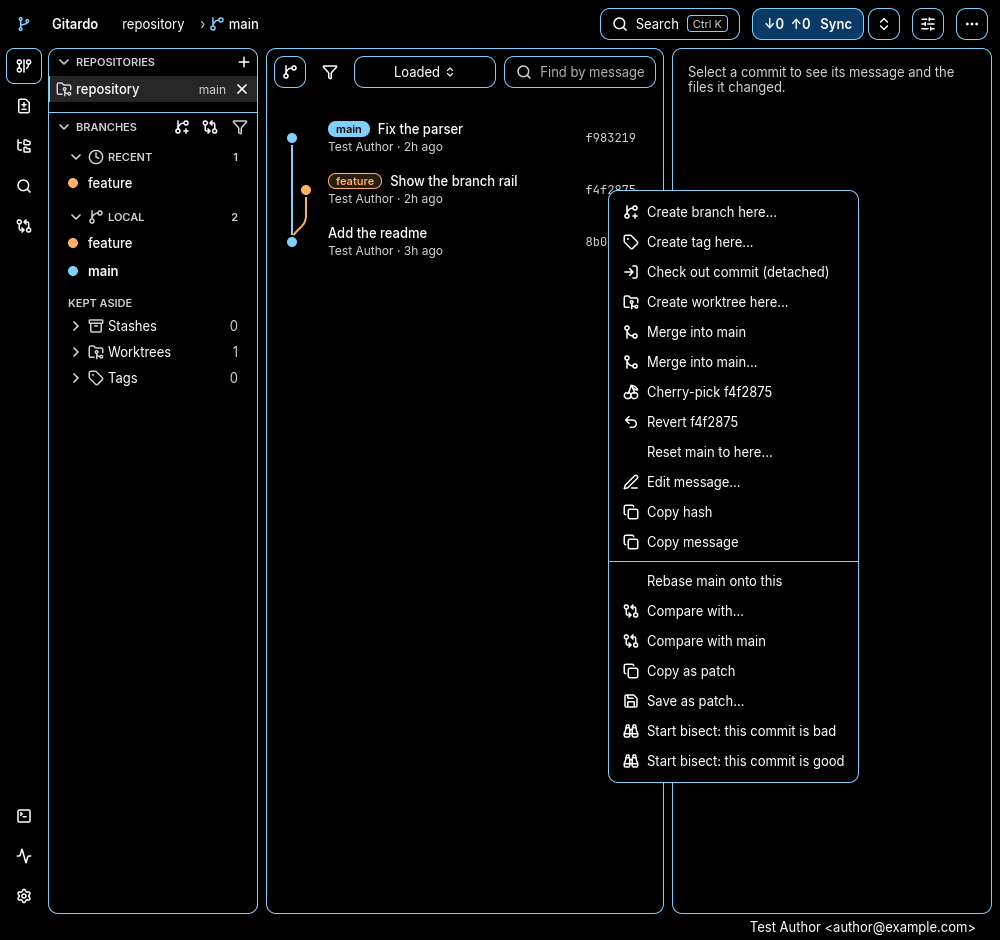 Gitardo repository › main Search Ctrl K ↓0 ↑0 Sync
REPOSITORIES
repository main
BRANCHES
RECENT 1
feature
LOCAL 2
feature
main
KEPT ASIDE
Stashes 0
Worktrees 1
Tags 0
Loaded Find by message
main Fix the parser
Test Author · 2h ago f983219
feature Show the branch rail
Test Author · 2h ago f4f2875
Add the readme
Test Author · 3h ago 8b0
Select a commit to see its message and the
files it changed.
Create branch here...
Create tag here...
Check out commit (detached)
Create worktree here...
Merge into main
Merge into main...
Cherry-pick f4f2875
Revert f4f2875
Reset main to here...
Edit message...
Copy hash
Copy message
Rebase main onto this
Compare with...
Compare with main
Copy as patch
Save as patch...
Start bisect: this commit is bad
Start bisect: this commit is good
Test Author <author@example.com>